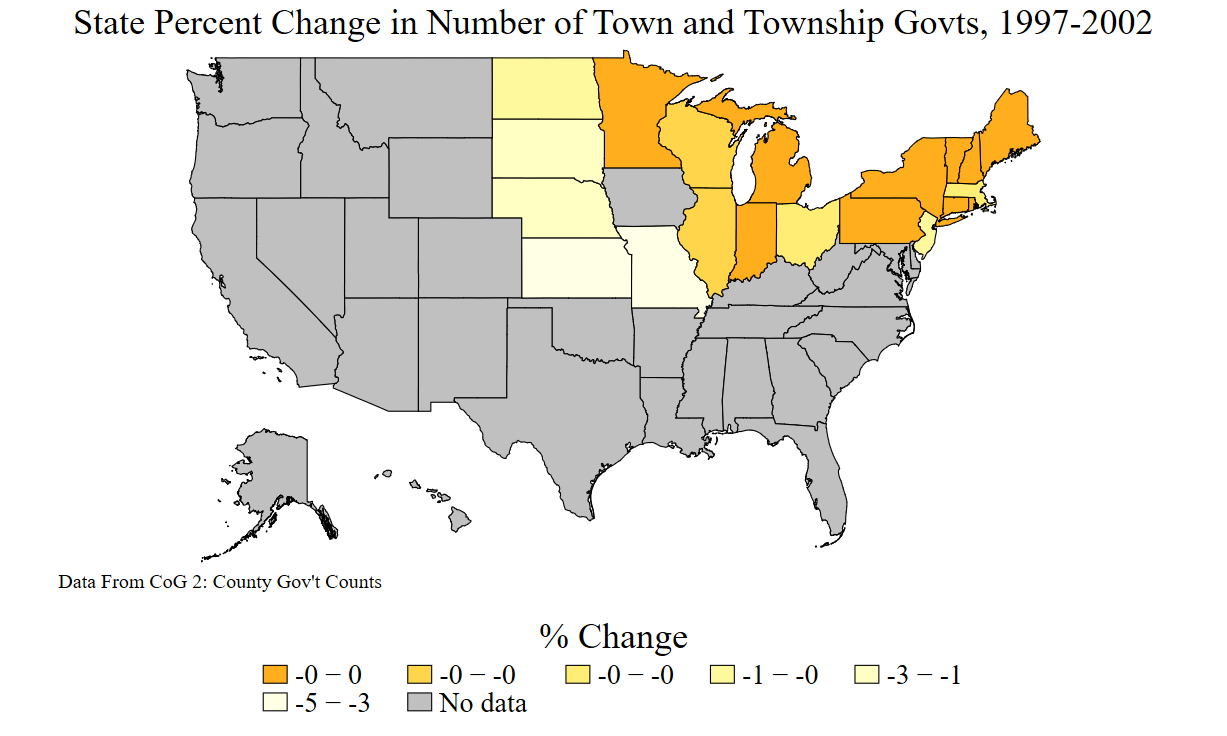 State Percent Change in Number of Town and Township Govts, 1997-2002
Data From CoG 2: County Gov't Counts
% Change
-0 − 0 -0 − -0 -0 − -0 -1 − -0 -3 − -1
-5 − -3 No data